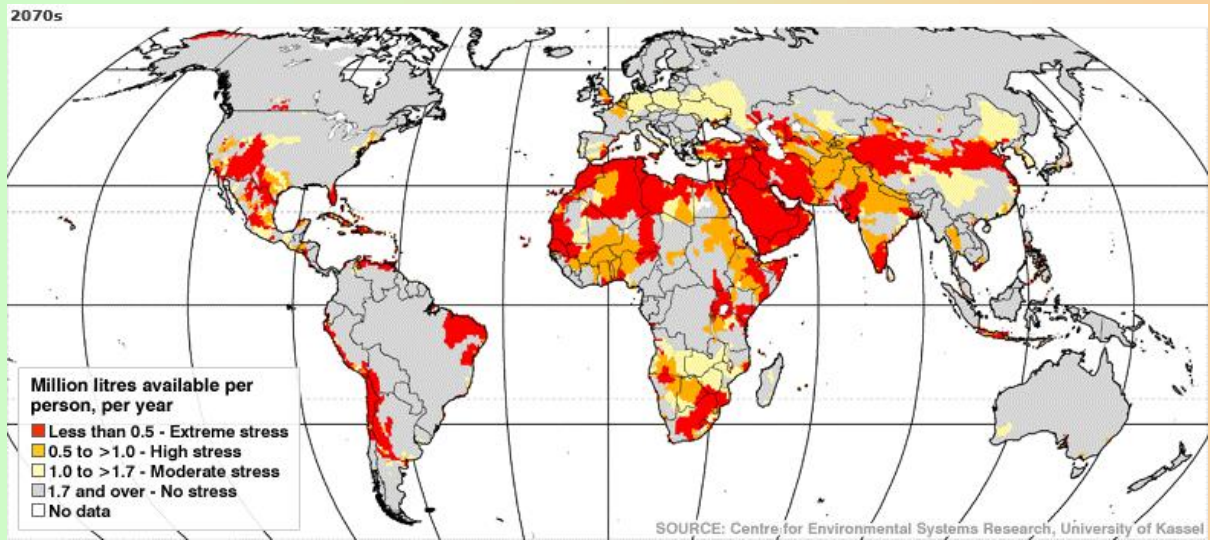 2070s
Million litres available per
person, per year
Less than 0.5 - Extreme stress
0.5 to >1.0 - High stress
1.0 to >1.7 - Moderate stress
1.7 and over - No stress
No data
SOURCE: Centre for Environmental Systems Research, University of Kassel